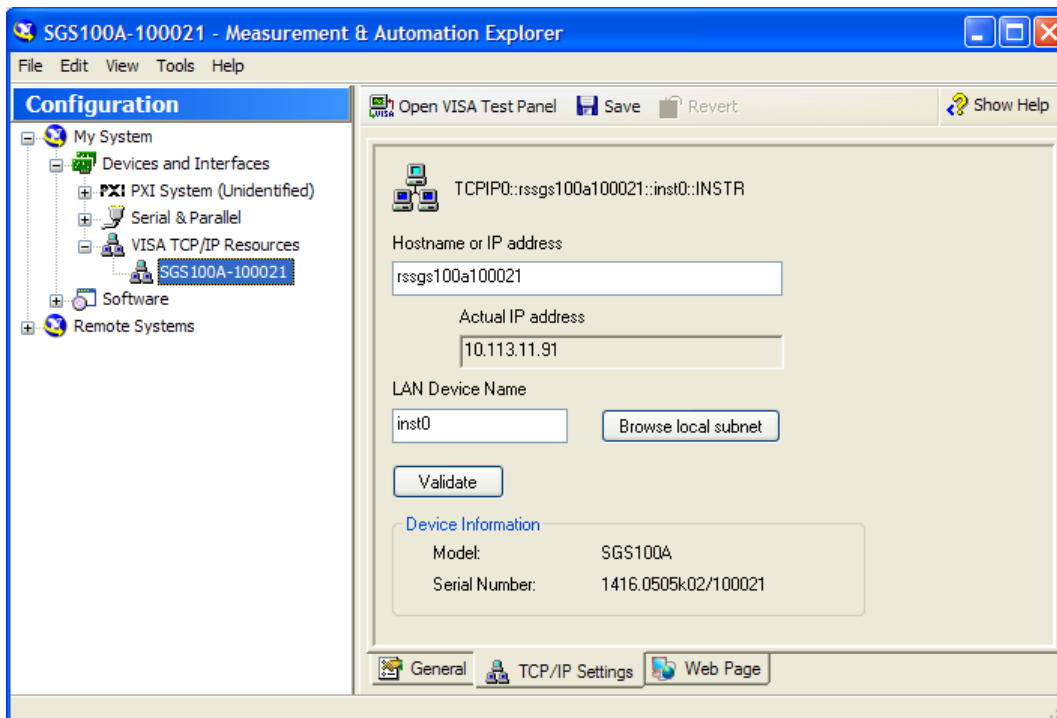 SGS100A-100021 - Measurement & Automation Explorer
File Edit View Tools Help
Configuration
My System
Devices and Interfaces
PXI PXI System (Unidentified)
Serial & Parallel
VISA TCP/IP Resources
SGS100A-100021
Software
Remote Systems
VISA Open VISA Test Panel Save Revert Show Help
TCPIP0::rssgs100a100021::inst0::INSTR
Hostname or IP address
rssgs100a100021
Actual IP address
10.113.11.91
LAN Device Name
inst0 Browse local subnet
Validate
Device Information
Model: SGS100A
Serial Number: 1416.0505k02/100021
General TCP/IP Settings Web Page